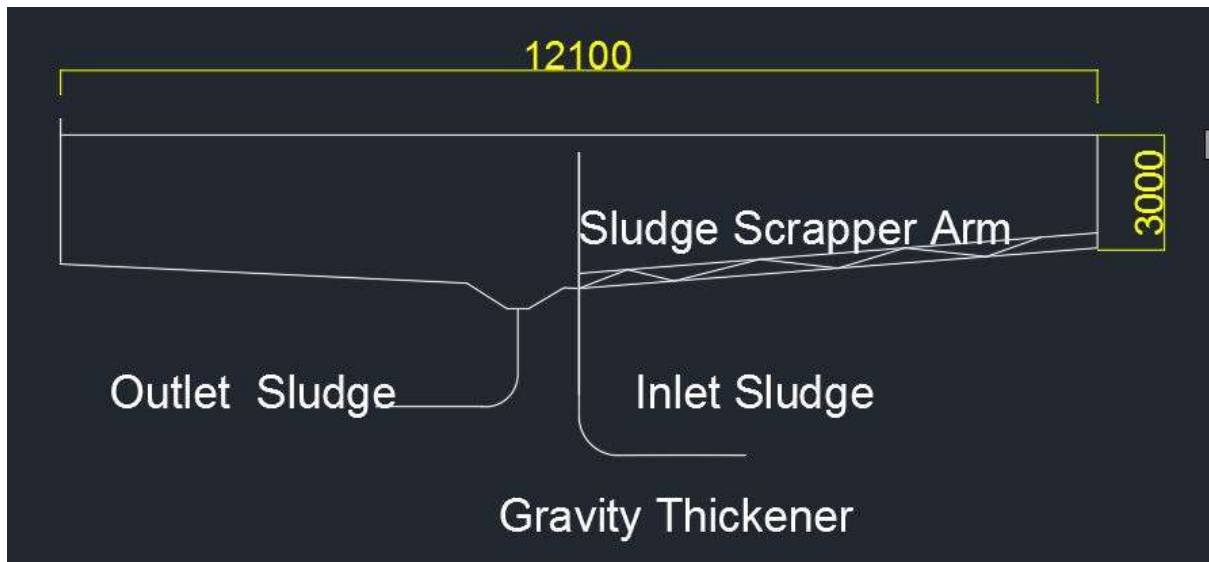 12100
3000
Sludge Scrapper Arm
Outlet Sludge
Inlet Sludge
Gravity Thickener